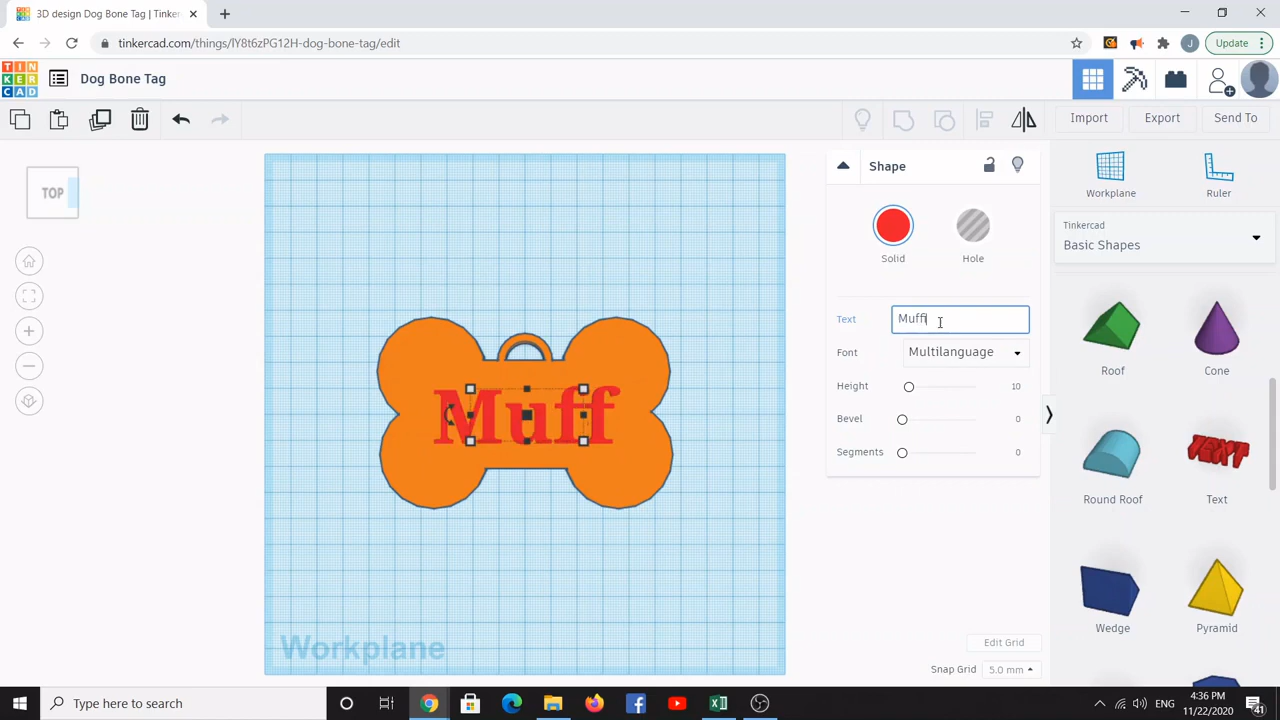 3D design Dog Bone Tag | Tinker
tinkercad.com/things/lY8t6zPG12H-dog-bone-tag/edit
J
Update
TIN
KER
CAD
Dog Bone Tag
Import
Export
Send To
TOP
Shape
Workplane
Ruler
Solid
Hole
Tinkercad
Basic Shapes
Text
Muffi
Font
Multilanguage
Height
10
Bevel
0
Segments
0
Muff
Roof
Cone
TEXT
Round Roof
Text
Wedge
Pyramid
Workplane
Edit Grid
Snap Grid
5.0 mm
Type here to search
ENG
4:36 PM
11/22/2020
41